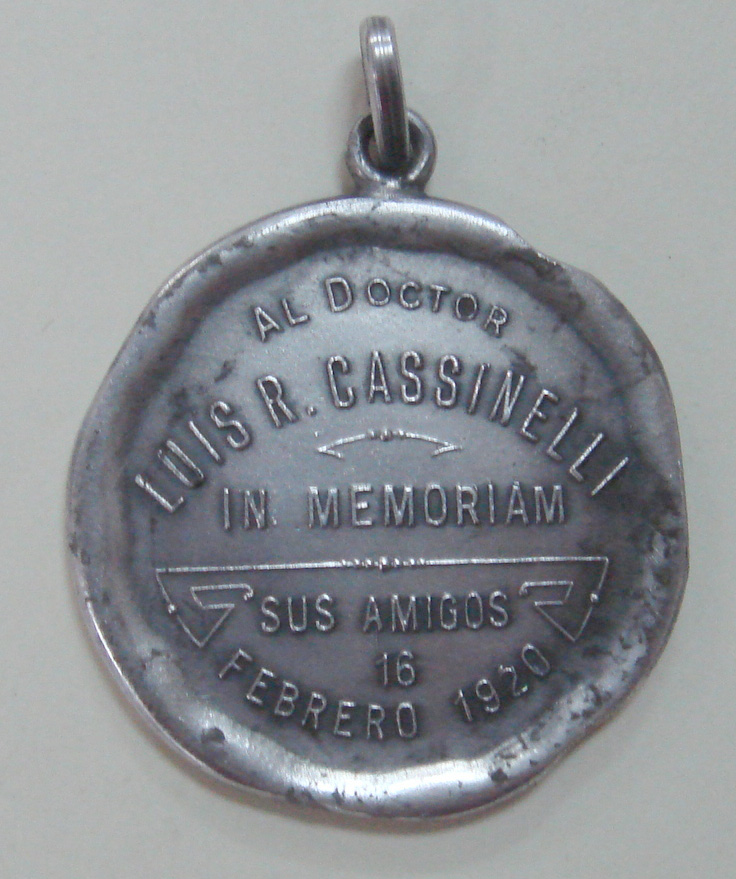 AL DOCTOR
LUIS R. CASSINELLI
IN MEMORIAM
SUS AMIGOS
16
FEBRERO 1920